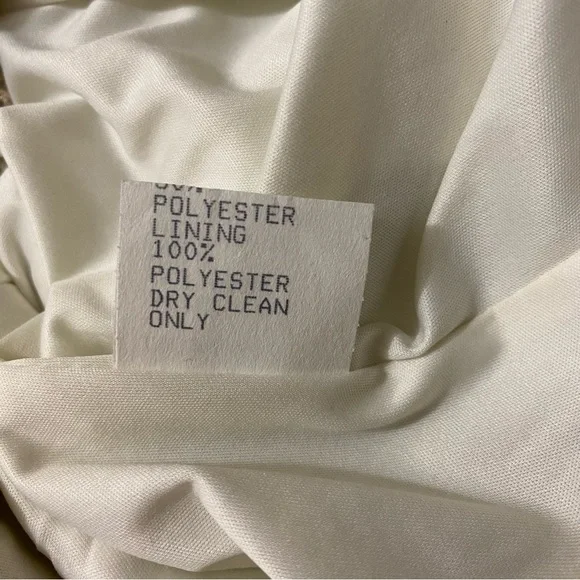 POLYESTER
LINING
100%
POLYESTER
DRY CLEAN
ONLY